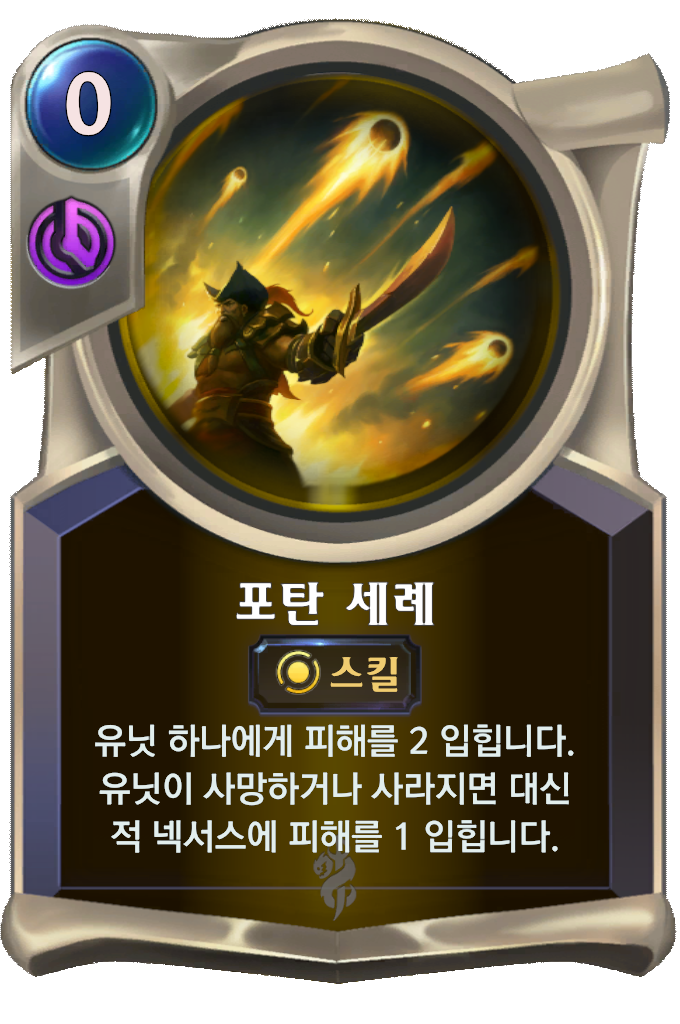 0
포탄 세례
스킬
유닛 하나에게 피해를 2 입힙니다.
유닛이 사망하거나 사라지면 대신
적 넥서스에 피해를 1 입힙니다.